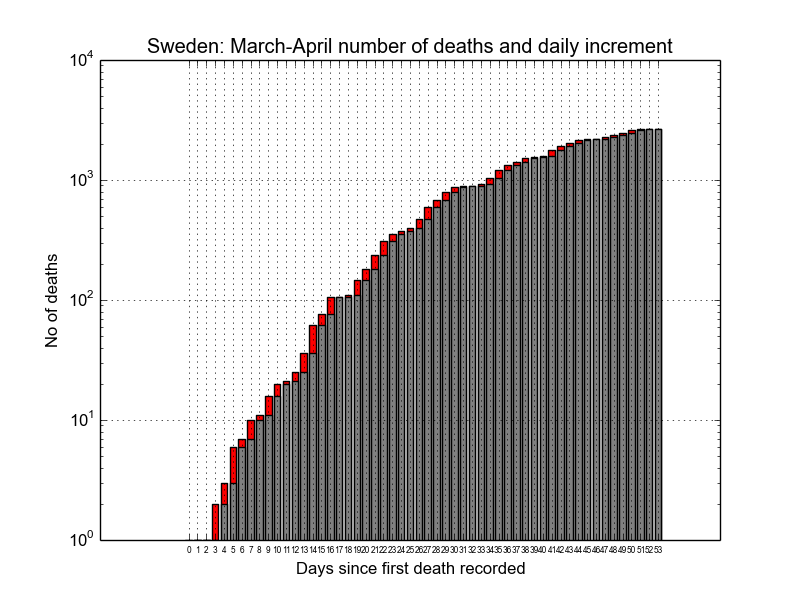 Sweden: March-April number of deaths and daily increment
10^4
10^3
10^2
10^1
10^0
No of deaths
0 1 2 3 4 5 6 7 8 9 10 11 12 13 14 15 16 17 18 19 20 21 22 23 24 25 26 27 28 29 30 31 32 33 34 35 36 37 38 39 40 41 42 43 44 45 46 47 48 49 50 51 52 53
Days since first death recorded